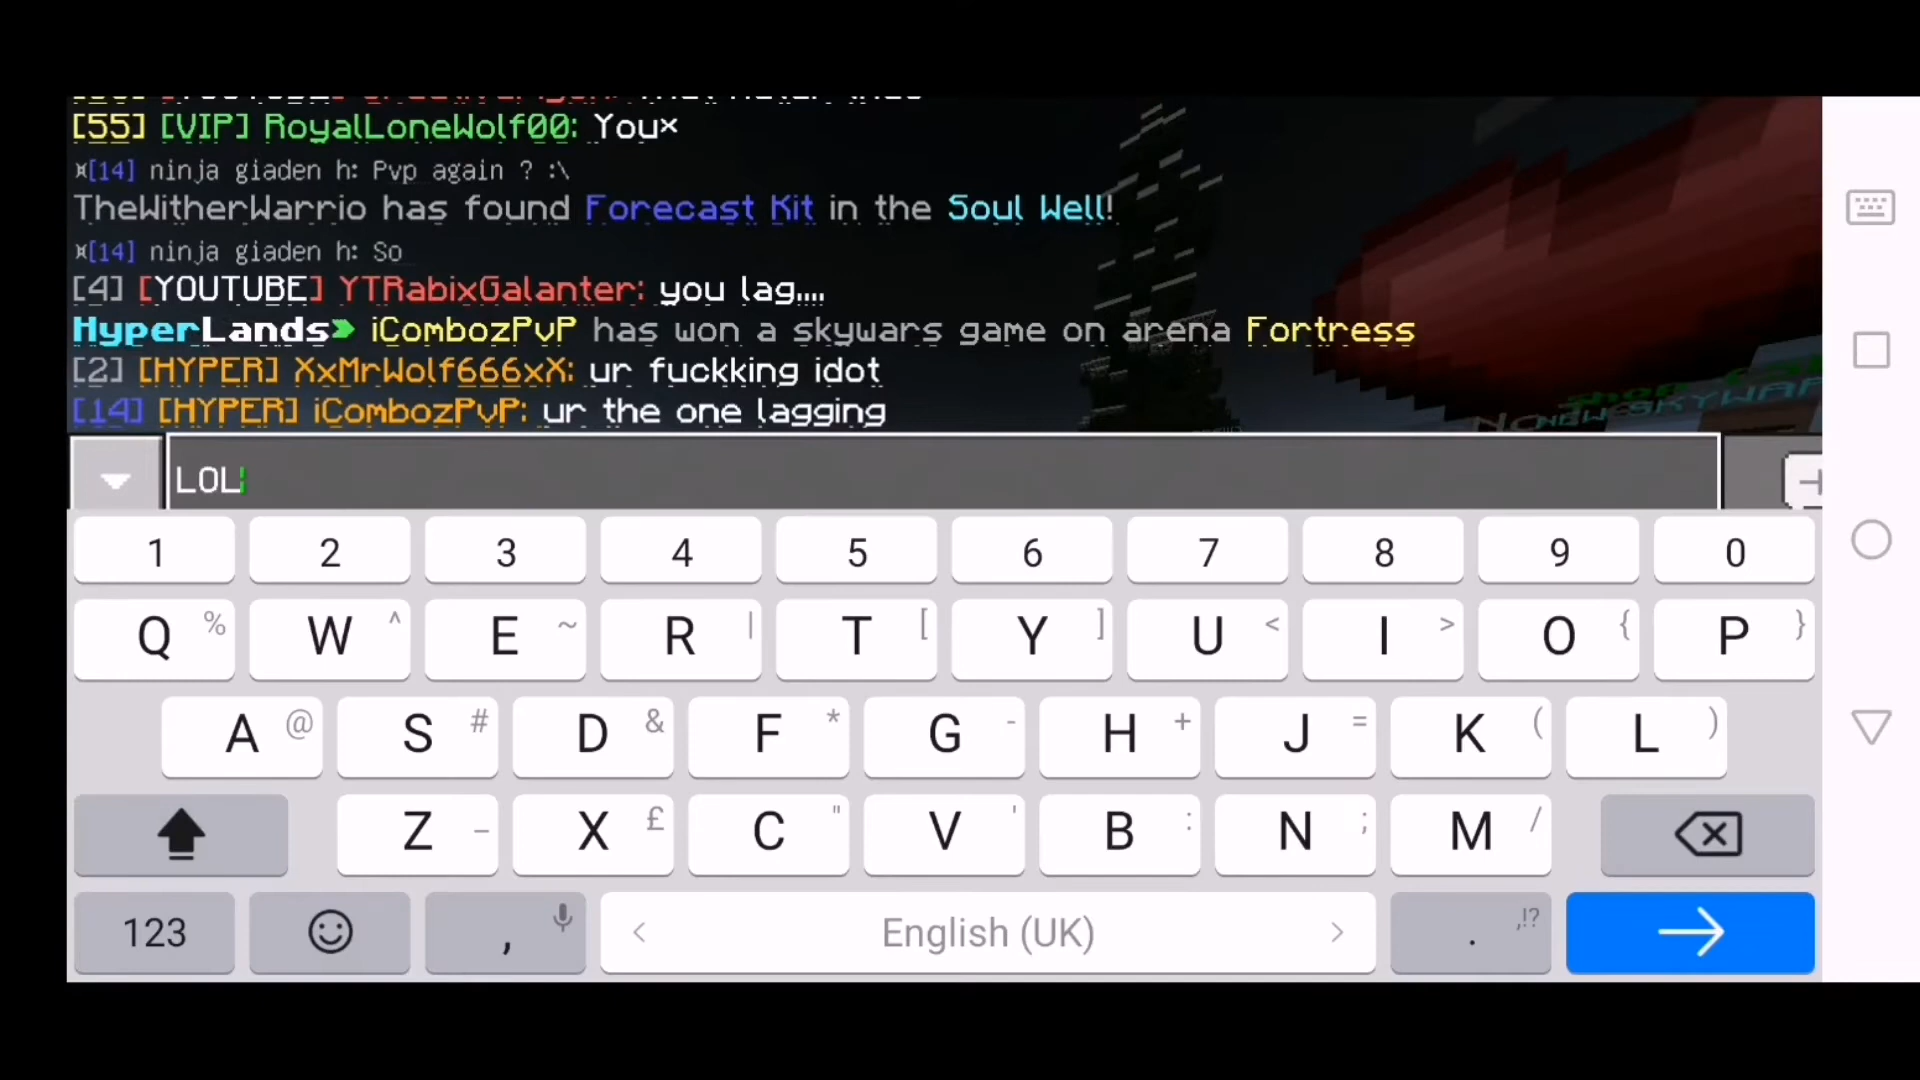 [55] [VIP] RoyalLoneWolf00: You×
¤[14] ninja giaden h: Pvp again ? :\
TheWitherWarrio has found Forecast Kit in the Soul Well!
¤[14] ninja giaden h: So
[4] [YOUTUBE] YTRabixGalanter: you lag....
HyperLands» iCombozPvP has won a skywars game on arena Fortress
[2] [HYPER] XxMrWolf666xX: ur fuckking idot
[14] [HYPER] iCombozPvP: ur the one lagging
LOL
1 2 3 4 5 6 7 8 9 0
Q % W ^ E ~ R | T [ Y ] U < I > O { P }
A @ S # D & F * G - H + J = K ( L )
Z _ X £ C " V ' B : N ; M /
123 , < English (UK) > . ,!?